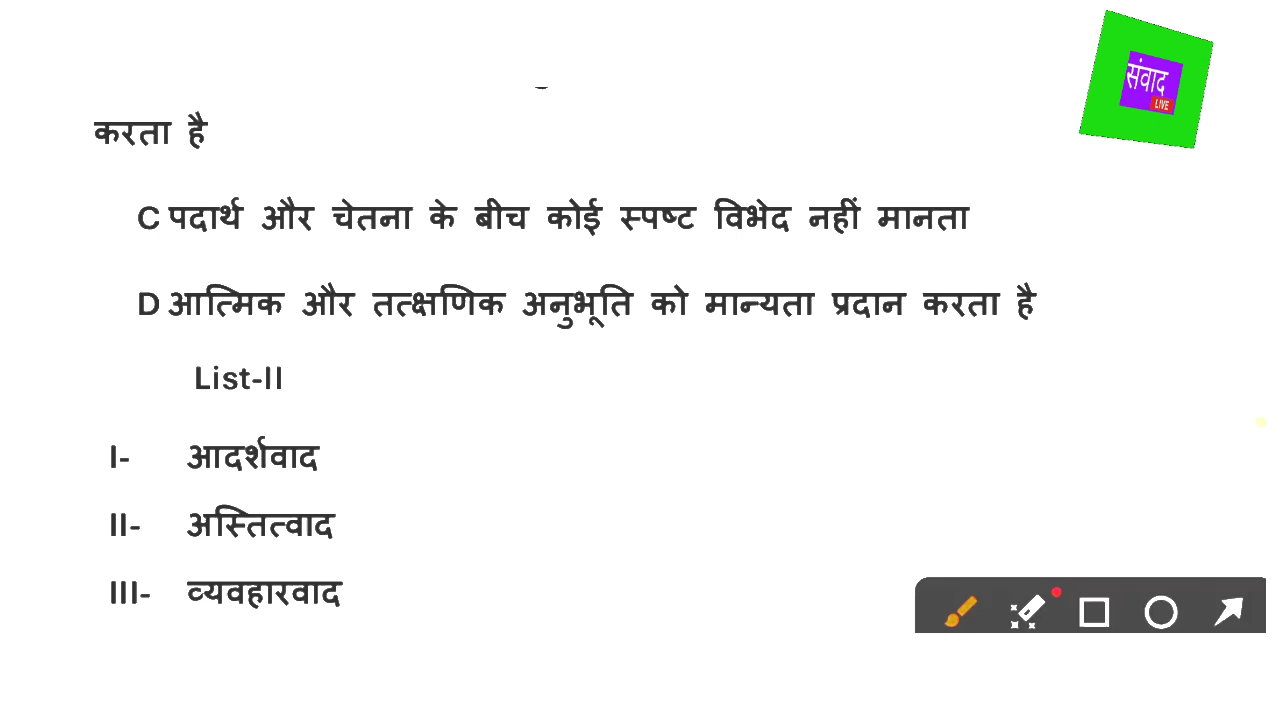 संवाद
LIVE
करता है
C पदार्थ और चेतना के बीच कोई स्पष्ट विभेद नहीं मानता
D आत्मिक और तत्क्षणिक अनुभूति को मान्यता प्रदान करता है
List-II
I- आदर्शवाद
II- अस्तित्वाद
III- व्यवहारवाद